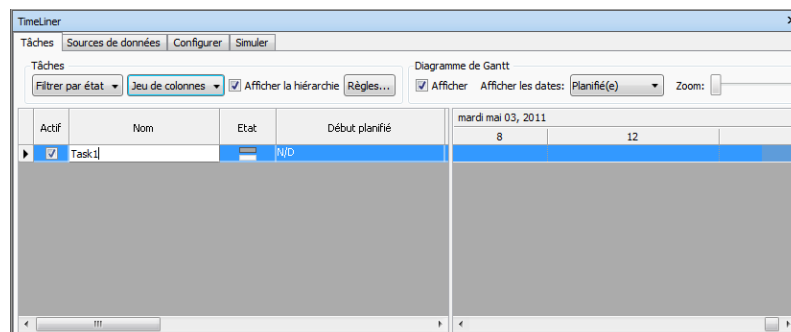 TimeLiner
Tâches Sources de données Configurer Simuler
Tâches Diagramme de Gantt
Filtrer par état Jeu de colonnes Afficher la hiérarchie Règles... Afficher Afficher les dates: Planifié(e) Zoom:
mardi mai 03, 2011
Actif Nom Etat Début planifié 8 12
Task1 N/D